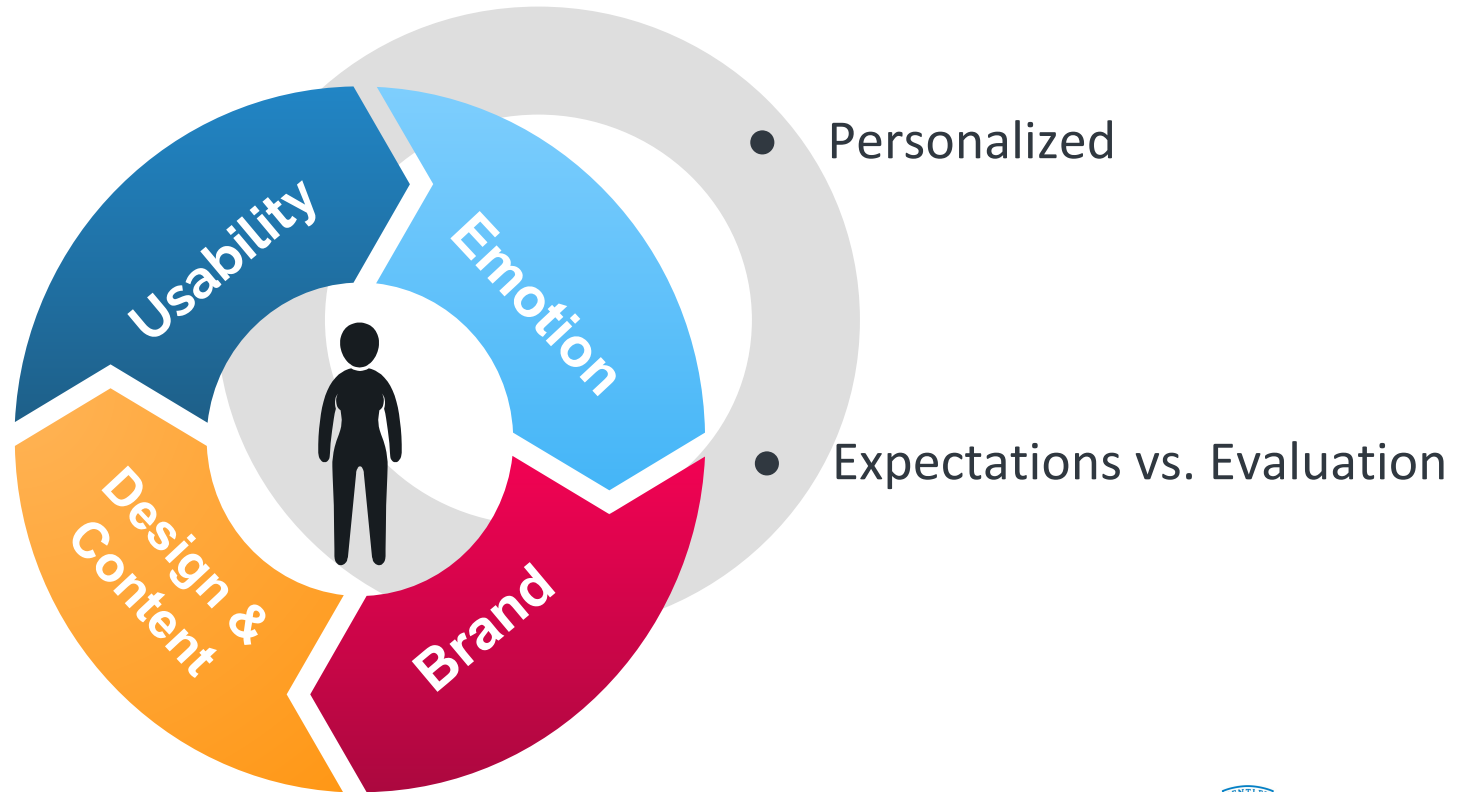 Usability
Emotion
Design &
Content
Brand
Personalized
Expectations vs. Evaluation